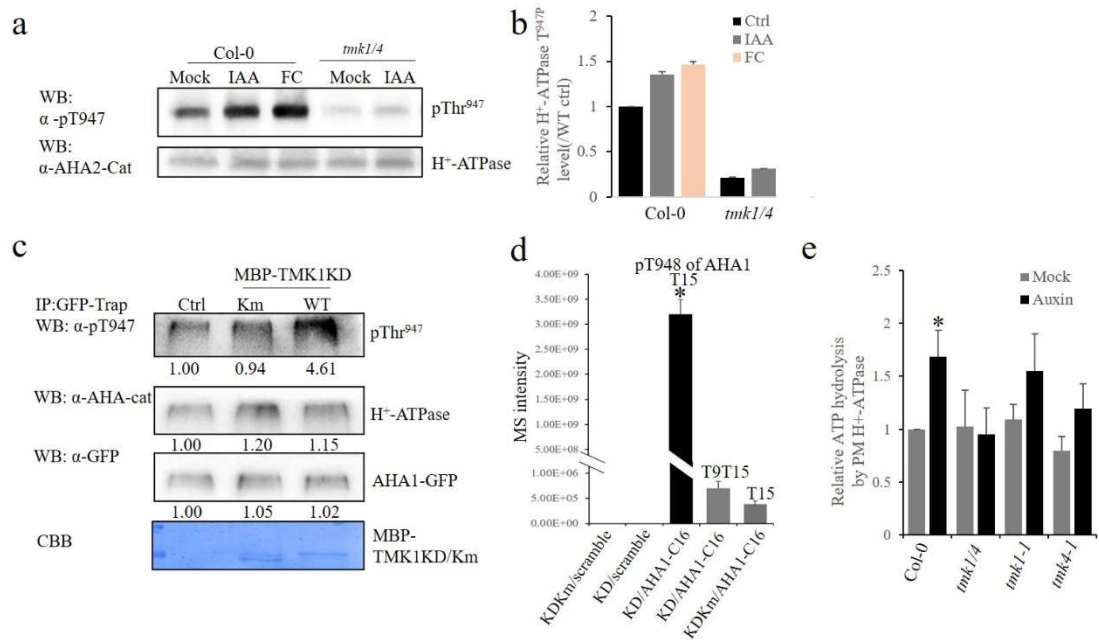 a
Col-0
tmk1/4
Mock IAA FC Mock IAA
WB:
α -pT947
pThr947
WB:
α-AHA2-Cat
H+-ATPase
b
Relative H+-ATPase T947P
level(/WT ctrl)
2
1.5
1
0.5
0
Ctrl
IAA
FC
Col-0 tmk1/4
c
MBP-TMK1KD
IP:GFP-Trap
Ctrl Km WT
WB: α-pT947
pThr947
1.00 0.94 4.61
WB: α-AHA-cat
H+-ATPase
1.00 1.20 1.15
WB: α-GFP
AHA1-GFP
1.00 1.05 1.02
CBB
MBP-
TMK1KD/Km
d
pT948 of AHA1
MS intensity
4.00E+09
3.50E+09
3.00E+09
2.50E+09
2.00E+09
1.50E+09
1.00E+09
5.00E+08
1.00E+06
5.00E+05
0.00E+00
T15
*
T9T15
T15
KDKm/scramble
KD/scramble
KD/AHA1-C16
KD/AHA1-C16
KDKm/AHA1-C16
e
Relative ATP hydrolysis
by PM H+-ATPase
2.5
2
1.5
1
0.5
0
Mock
Auxin
*
Col-0
tmk1/4
tmk1-1
tmk4-1